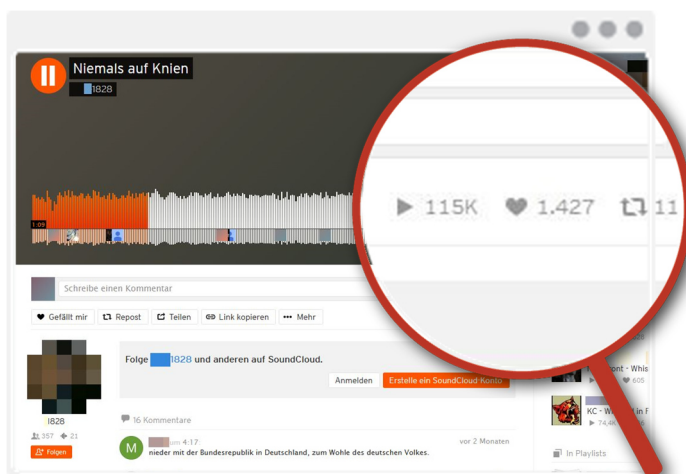 Niemals auf Knien
1828
115K 1.427 11
1:09
Schreibe einen Kommentar
Gefällt mir Repost Teilen Link kopieren Mehr
Folge 1828 und anderen auf SoundCloud.
Anmelden Erstelle ein SoundCloud-Konto
1828
357 21
Folgen
16 Kommentare
M
um 4:17
vor 2 Monaten
nieder mit der Bundesrepublik in Deutschland, zum Wohle des deutschen Volkes.
605
KC -
74,4K
In Playlists